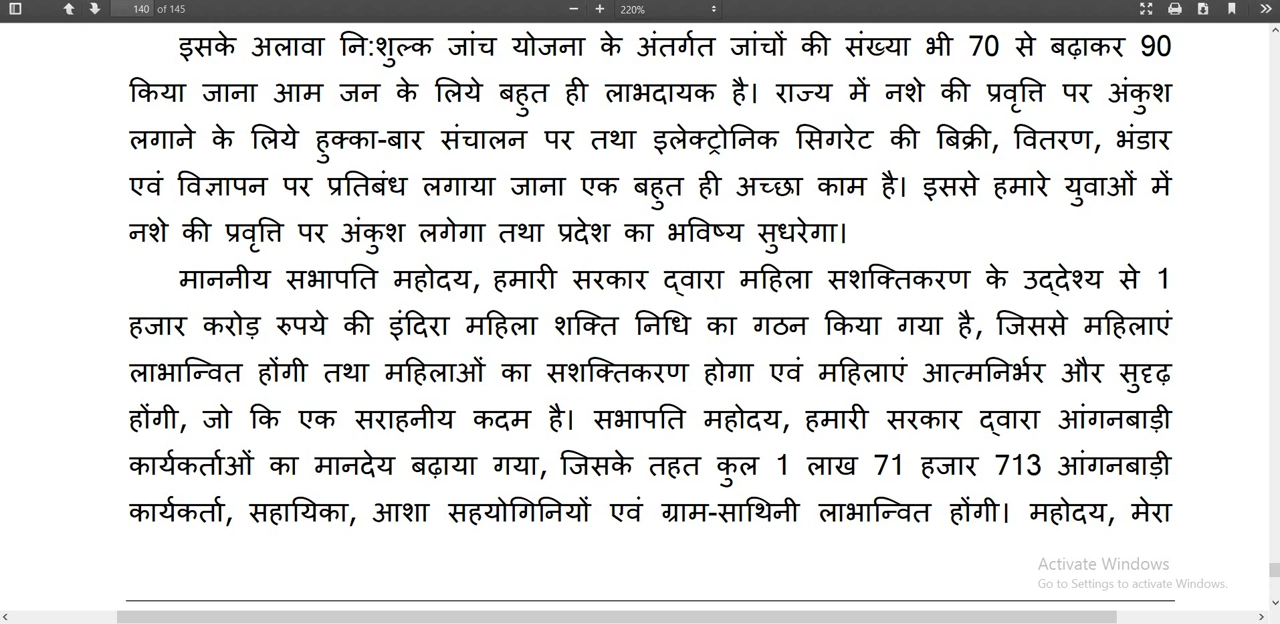 140 of 145
220%
इसके अलावा नि:शुल्क जांच योजना के अंतर्गत जांचों की संख्या भी 70 से बढ़ाकर 90
किया जाना आम जन के लिये बहुत ही लाभदायक है। राज्य में नशे की प्रवृत्ति पर अंकुश
लगाने के लिये हुक्का-बार संचालन पर तथा इलेक्ट्रोनिक सिगरेट की बिक्री, वितरण, भंडार
एवं विज्ञापन पर प्रतिबंध लगाया जाना एक बहुत ही अच्छा काम है। इससे हमारे युवाओं में
नशे की प्रवृत्ति पर अंकुश लगेगा तथा प्रदेश का भविष्य सुधरेगा।
माननीय सभापति महोदय, हमारी सरकार द्वारा महिला सशक्तिकरण के उद्देश्य से 1
हजार करोड़ रुपये की इंदिरा महिला शक्ति निधि का गठन किया गया है, जिससे महिलाएं
लाभान्वित होंगी तथा महिलाओं का सशक्तिकरण होगा एवं महिलाएं आत्मनिर्भर और सुदृढ़
होंगी, जो कि एक सराहनीय कदम है। सभापति महोदय, हमारी सरकार द्वारा आंगनबाड़ी
कार्यकर्ताओं का मानदेय बढ़ाया गया, जिसके तहत कुल 1 लाख 71 हजार 713 आंगनबाड़ी
कार्यकर्ता, सहायिका, आशा सहयोगिनियों एवं ग्राम-साथिनी लाभान्वित होंगी। महोदय, मेरा
Activate Windows
Go to Settings to activate Windows.